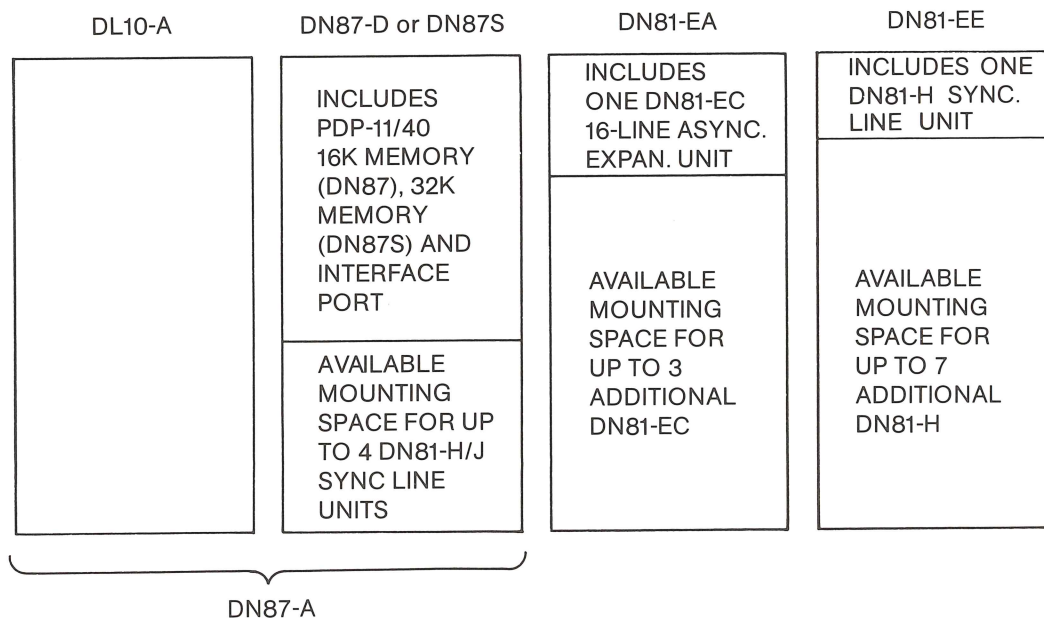 DL10-A
DN87-D or DN87S
DN81-EA
DN81-EE
INCLUDES
PDP-11/40
16K MEMORY
(DN87), 32K
MEMORY
(DN87S) AND
INTERFACE
PORT
AVAILABLE
MOUNTING
SPACE FOR UP
TO 4 DN81-H/J
SYNC LINE
UNITS
INCLUDES
ONE DN81-EC
16-LINE ASYNC.
EXPAN. UNIT
AVAILABLE
MOUNTING
SPACE FOR
UP TO 3
ADDITIONAL
DN81-EC
INCLUDES ONE
DN81-H SYNC.
LINE UNIT
AVAILABLE
MOUNTING
SPACE FOR
UP TO 7
ADDITIONAL
DN81-H
DN87-A